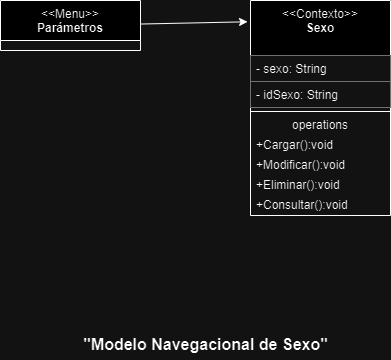 <<Menu>>
Parámetros
<<Contexto>>
Sexo
- sexo: String
- idSexo: String
operations
+Cargar():void
+Modificar():void
+Eliminar():void
+Consultar():void
"Modelo Navegacional de Sexo"